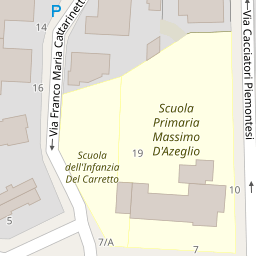 P
14
Via Franco Maria Cattarinett
Via Cacciatori Piemontesi
16
Scuola
Primaria
Massimo
D'Azeglio
19
Scuola
dell'Infanzia
Del Carretto
10
5
7/A
7